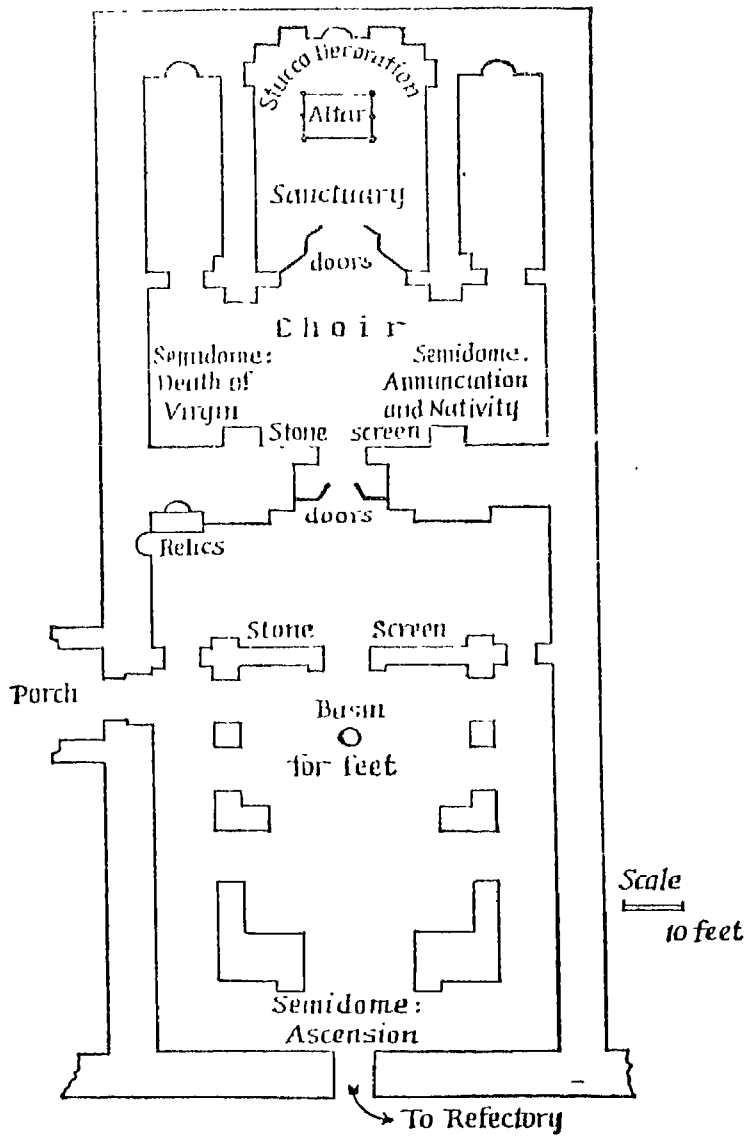 Stucco Decoration
Altar
Sanctuary
doors
Choir
Semidome:
Death of
Virgin
Semidome.
Annunciation
and Nativity
Stone screen
doors
Relics
Stone Screen
Porch
Basin
for feet
Scale
10 feet
Semidome:
Ascension
To Refectory